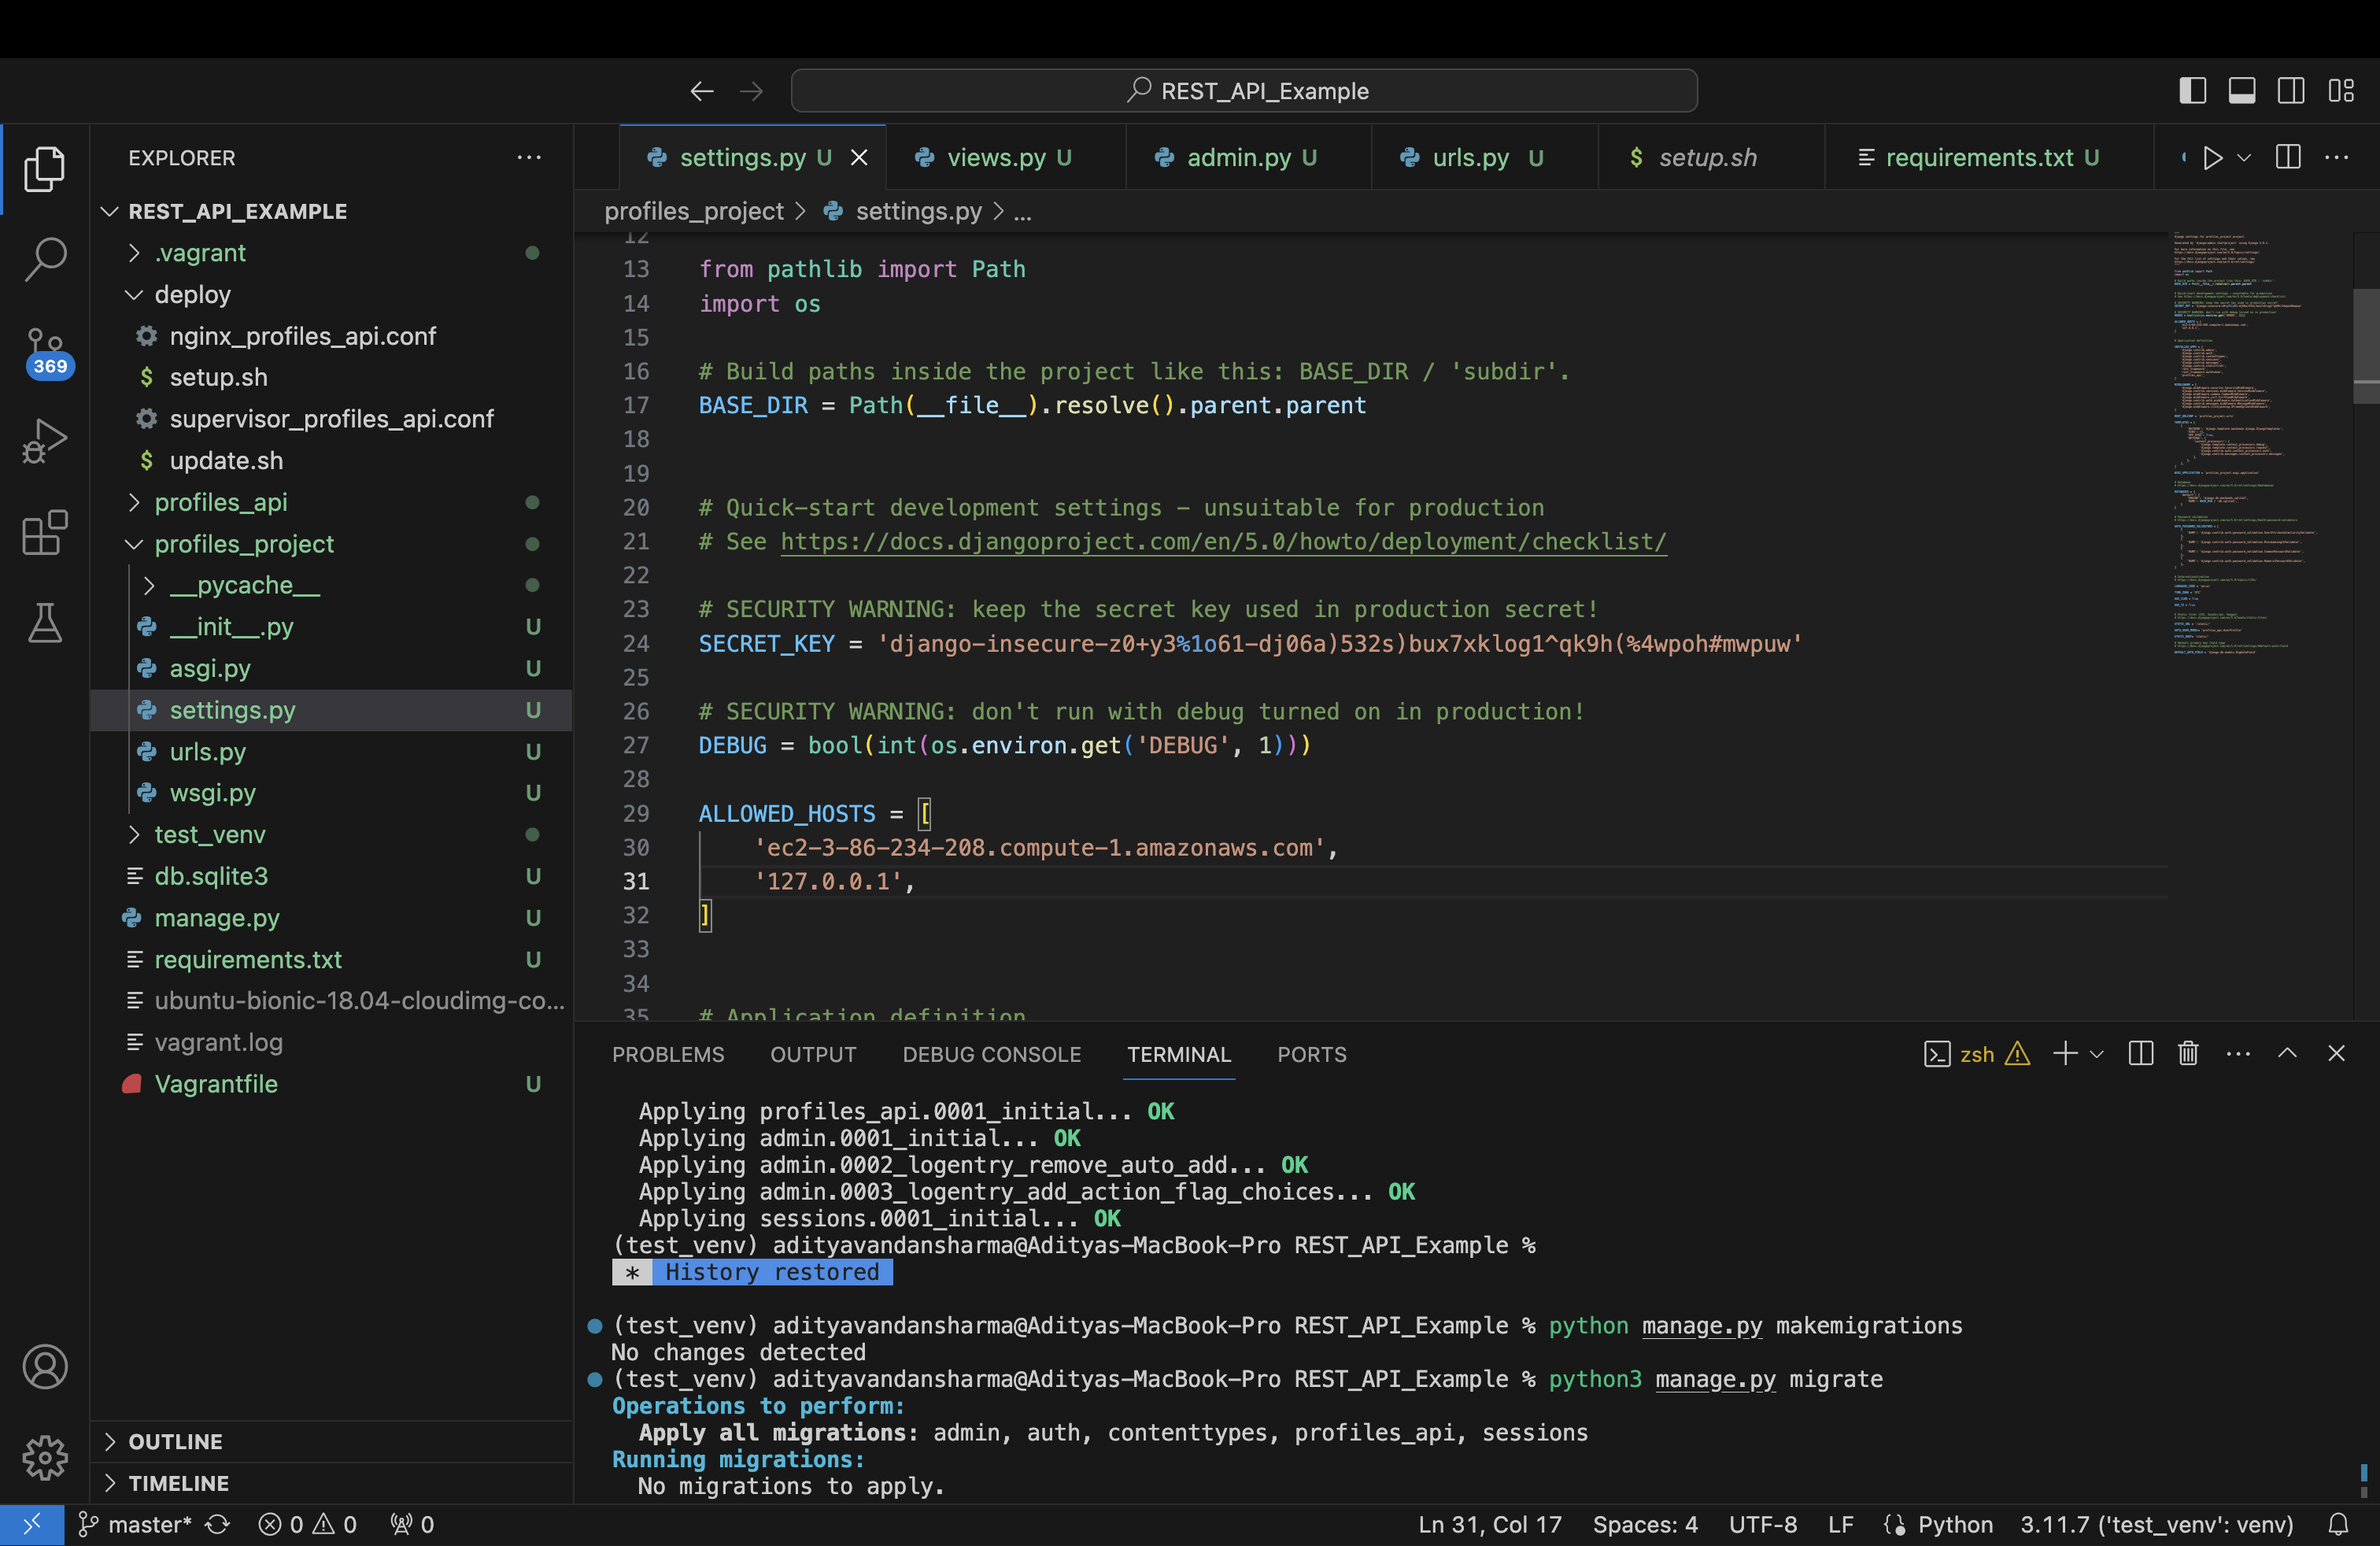 REST_API_Example
EXPLORER
REST_API_EXAMPLE
.vagrant
deploy
nginx_profiles_api.conf
$ setup.sh
supervisor_profiles_api.conf
$ update.sh
369
profiles_api
profiles_project
__pycache__
__init__.py U
asgi.py U
settings.py U
urls.py U
wsgi.py U
test_venv
db.sqlite3 U
manage.py U
requirements.txt U
ubuntu-bionic-18.04-cloudimg-co...
vagrant.log
Vagrantfile U
OUTLINE
TIMELINE
settings.py U
views.py U
admin.py U
urls.py U
$ setup.sh
requirements.txt U
profiles_project > settings.py > ...
12
13 from pathlib import Path
14 import os
15
16 # Build paths inside the project like this: BASE_DIR / 'subdir'.
17 BASE_DIR = Path(__file__).resolve().parent.parent
18
19
20 # Quick-start development settings - unsuitable for production
21 # See https://docs.djangoproject.com/en/5.0/howto/deployment/checklist/
22
23 # SECURITY WARNING: keep the secret key used in production secret!
24 SECRET_KEY = 'django-insecure-z0+y3%1o61-dj06a)532s)bux7xklog1^qk9h(%4wpoh#mwpuw'
25
26 # SECURITY WARNING: don't run with debug turned on in production!
27 DEBUG = bool(int(os.environ.get('DEBUG', 1)))
28
29 ALLOWED_HOSTS = [
30 'ec2-3-86-234-208.compute-1.amazonaws.com',
31 '127.0.0.1',
32 ]
33
34
35 # Application definition
PROBLEMS OUTPUT DEBUG CONSOLE TERMINAL PORTS
zsh
Applying profiles_api.0001_initial... OK
Applying admin.0001_initial... OK
Applying admin.0002_logentry_remove_auto_add... OK
Applying admin.0003_logentry_add_action_flag_choices... OK
Applying sessions.0001_initial... OK
(test_venv) adityavandansharma@Adityas-MacBook-Pro REST_API_Example %
* History restored
(test_venv) adityavandansharma@Adityas-MacBook-Pro REST_API_Example % python manage.py makemigrations
No changes detected
(test_venv) adityavandansharma@Adityas-MacBook-Pro REST_API_Example % python3 manage.py migrate
Operations to perform:
Apply all migrations: admin, auth, contenttypes, profiles_api, sessions
Running migrations:
No migrations to apply.
master* 0 0 0
Ln 31, Col 17 Spaces: 4 UTF-8 LF Python 3.11.7 ('test_venv': venv)